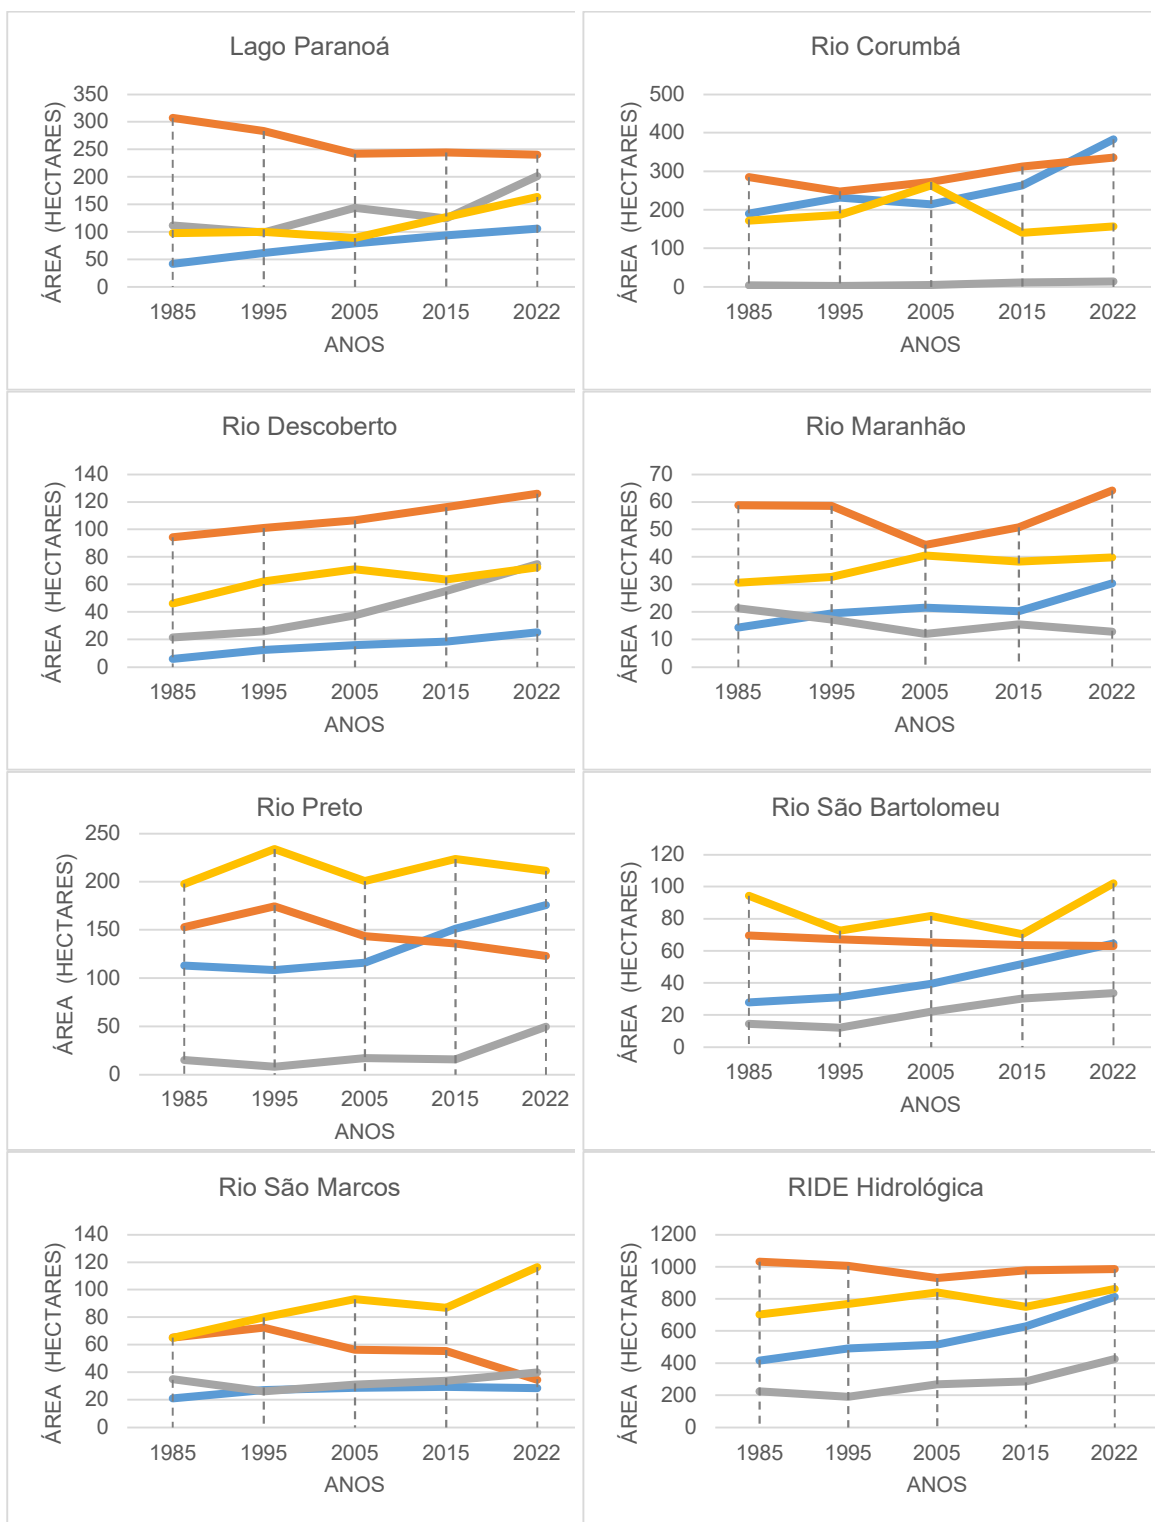 Lago Paranoá
ÁREA (HECTARES)
350
300
250
200
150
100
50
0
1985 1995 2005 2015 2022
ANOS
Rio Corumbá
ÁREA (HECTARES)
500
400
300
200
100
0
1985 1995 2005 2015 2022
ANOS
Rio Descoberto
ÁREA (HECTARES)
140
120
100
80
60
40
20
0
1985 1995 2005 2015 2022
ANOS
Rio Maranhão
ÁREA (HECTARES)
70
60
50
40
30
20
10
0
1985 1995 2005 2015 2022
ANOS
Rio Preto
ÁREA (HECTARES)
250
200
150
100
50
0
1985 1995 2005 2015 2022
ANOS
Rio São Bartolomeu
ÁREA (HECTARES)
120
100
80
60
40
20
0
1985 1995 2005 2015 2022
ANOS
Rio São Marcos
ÁREA (HECTARES)
140
120
100
80
60
40
20
0
1985 1995 2005 2015 2022
ANOS
RIDE Hidrológica
ÁREA (HECTARES)
1200
1000
800
600
400
200
0
1985 1995 2005 2015 2022
ANOS